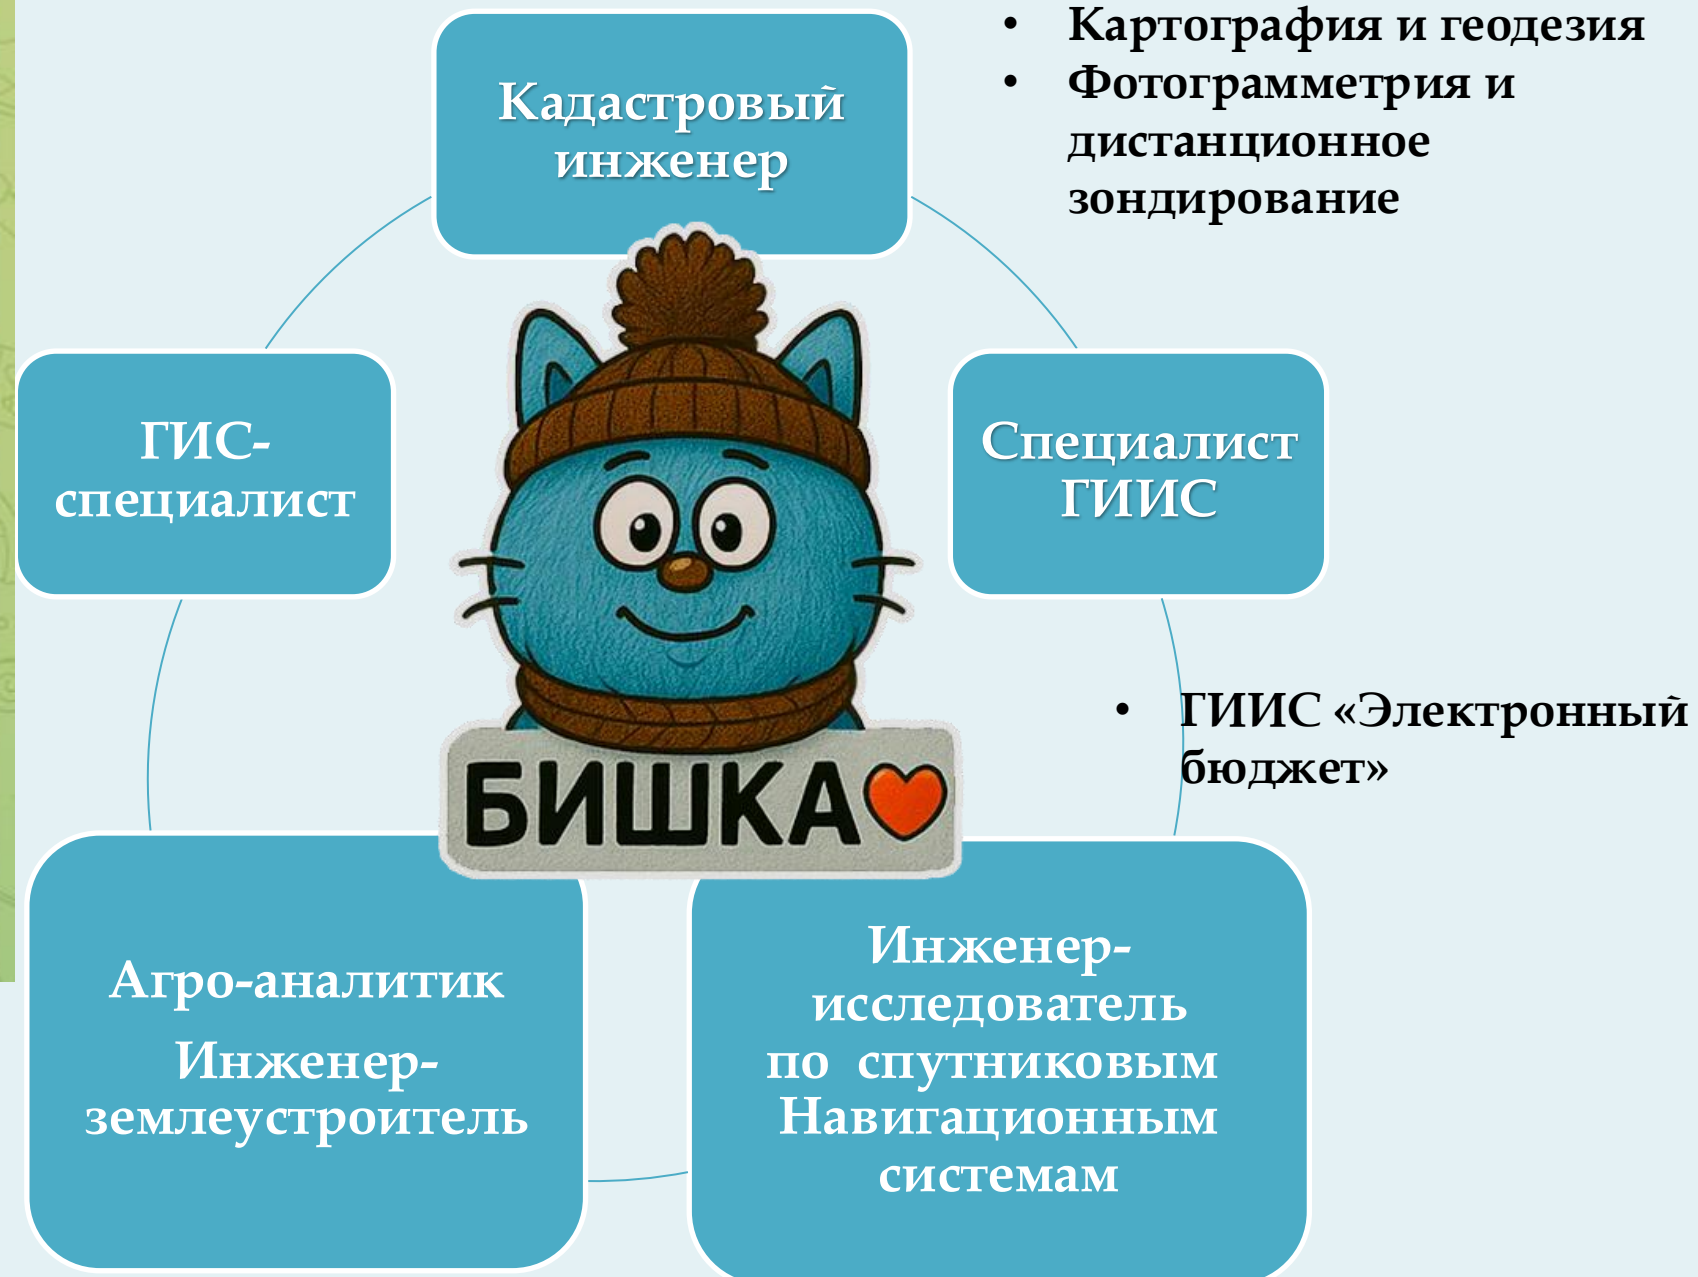 Кадастровый
инженер
• Картография и геодезия
• Фотограмметрия и
дистанционное
зондирование
ГИС-
специалист
Специалист
ГИИС
• ГИИС «Электронный
бюджет»
БИШКА
Агро-аналитик
Инженер-
землеустроитель
Инженер-
исследователь
по спутниковым
Навигационным
системам